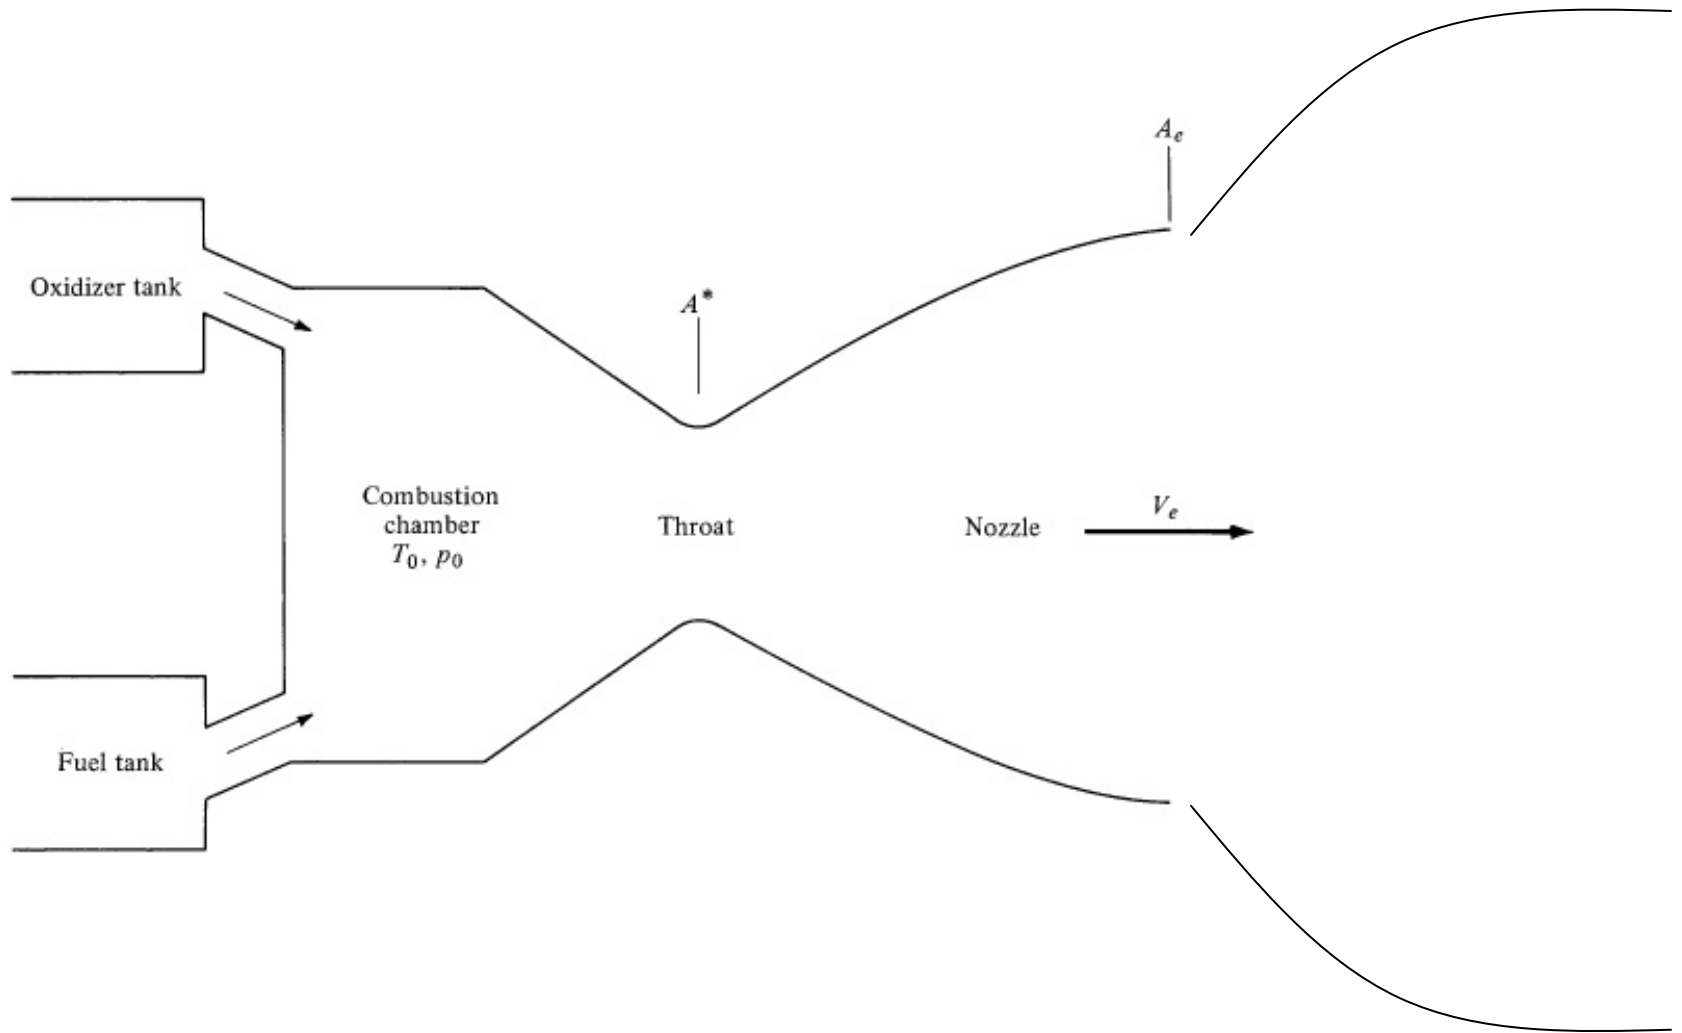 A_e
Oxidizer tank
A*
Combustion
chamber
T_0, p_0
Throat
Nozzle
V_e
Fuel tank